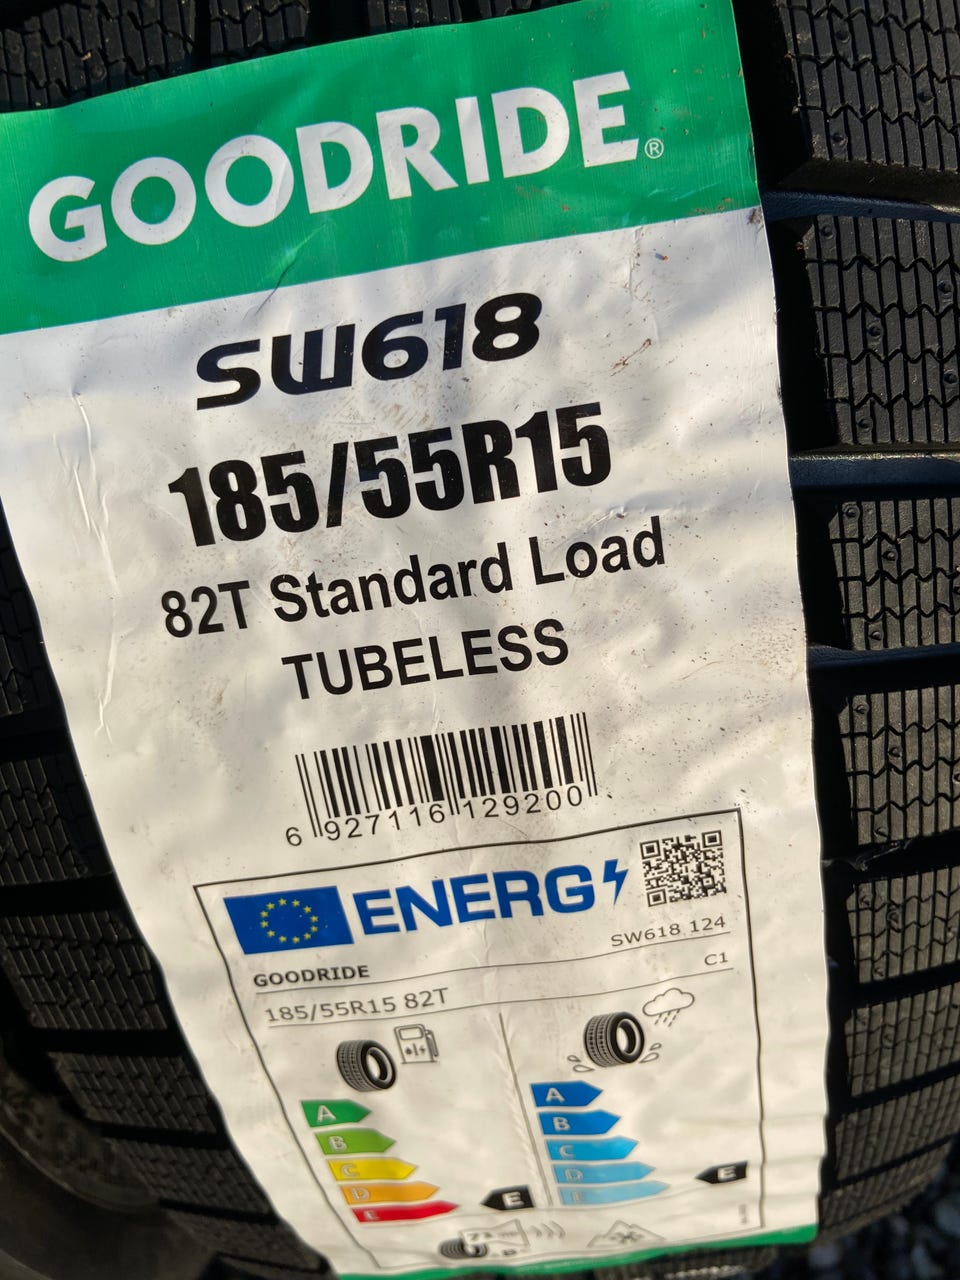 GOODRIDE®
SW618
185/55R15
82T Standard Load
TUBELESS
6 927116 129200
ENERG
GOODRIDE
SW618 124
185/55R15 82T
C1
A
B
C
D
E
E
A
B
C
D
E
E